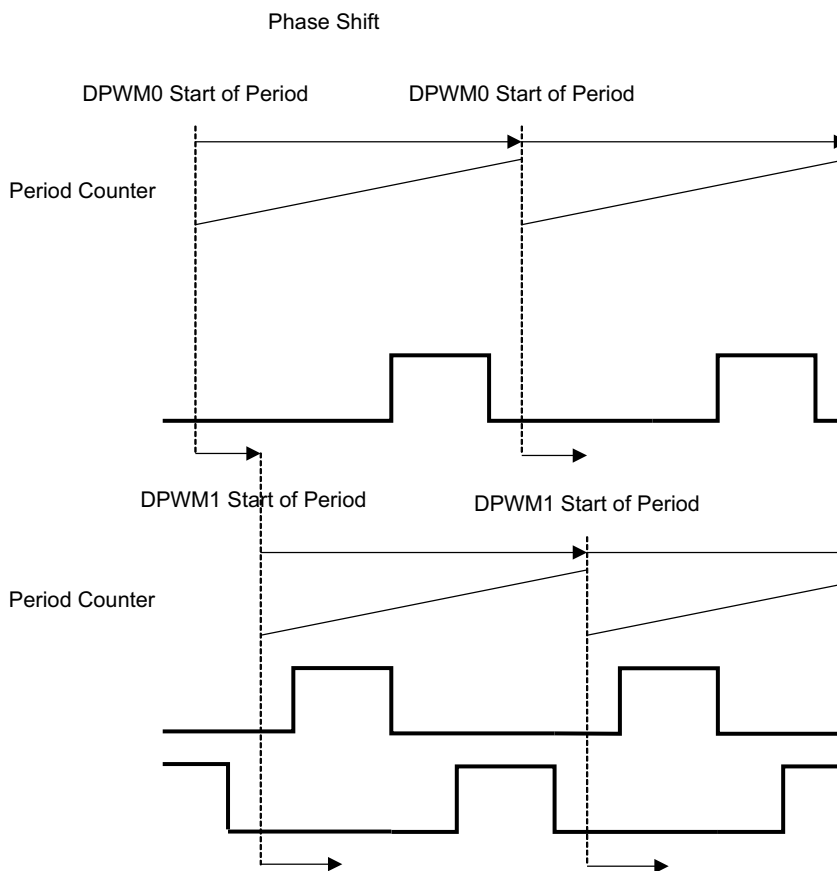 Phase Shift
DPWM0 Start of Period
DPWM0 Start of Period
Period Counter
DPWM1 Start of Period
DPWM1 Start of Period
Period Counter